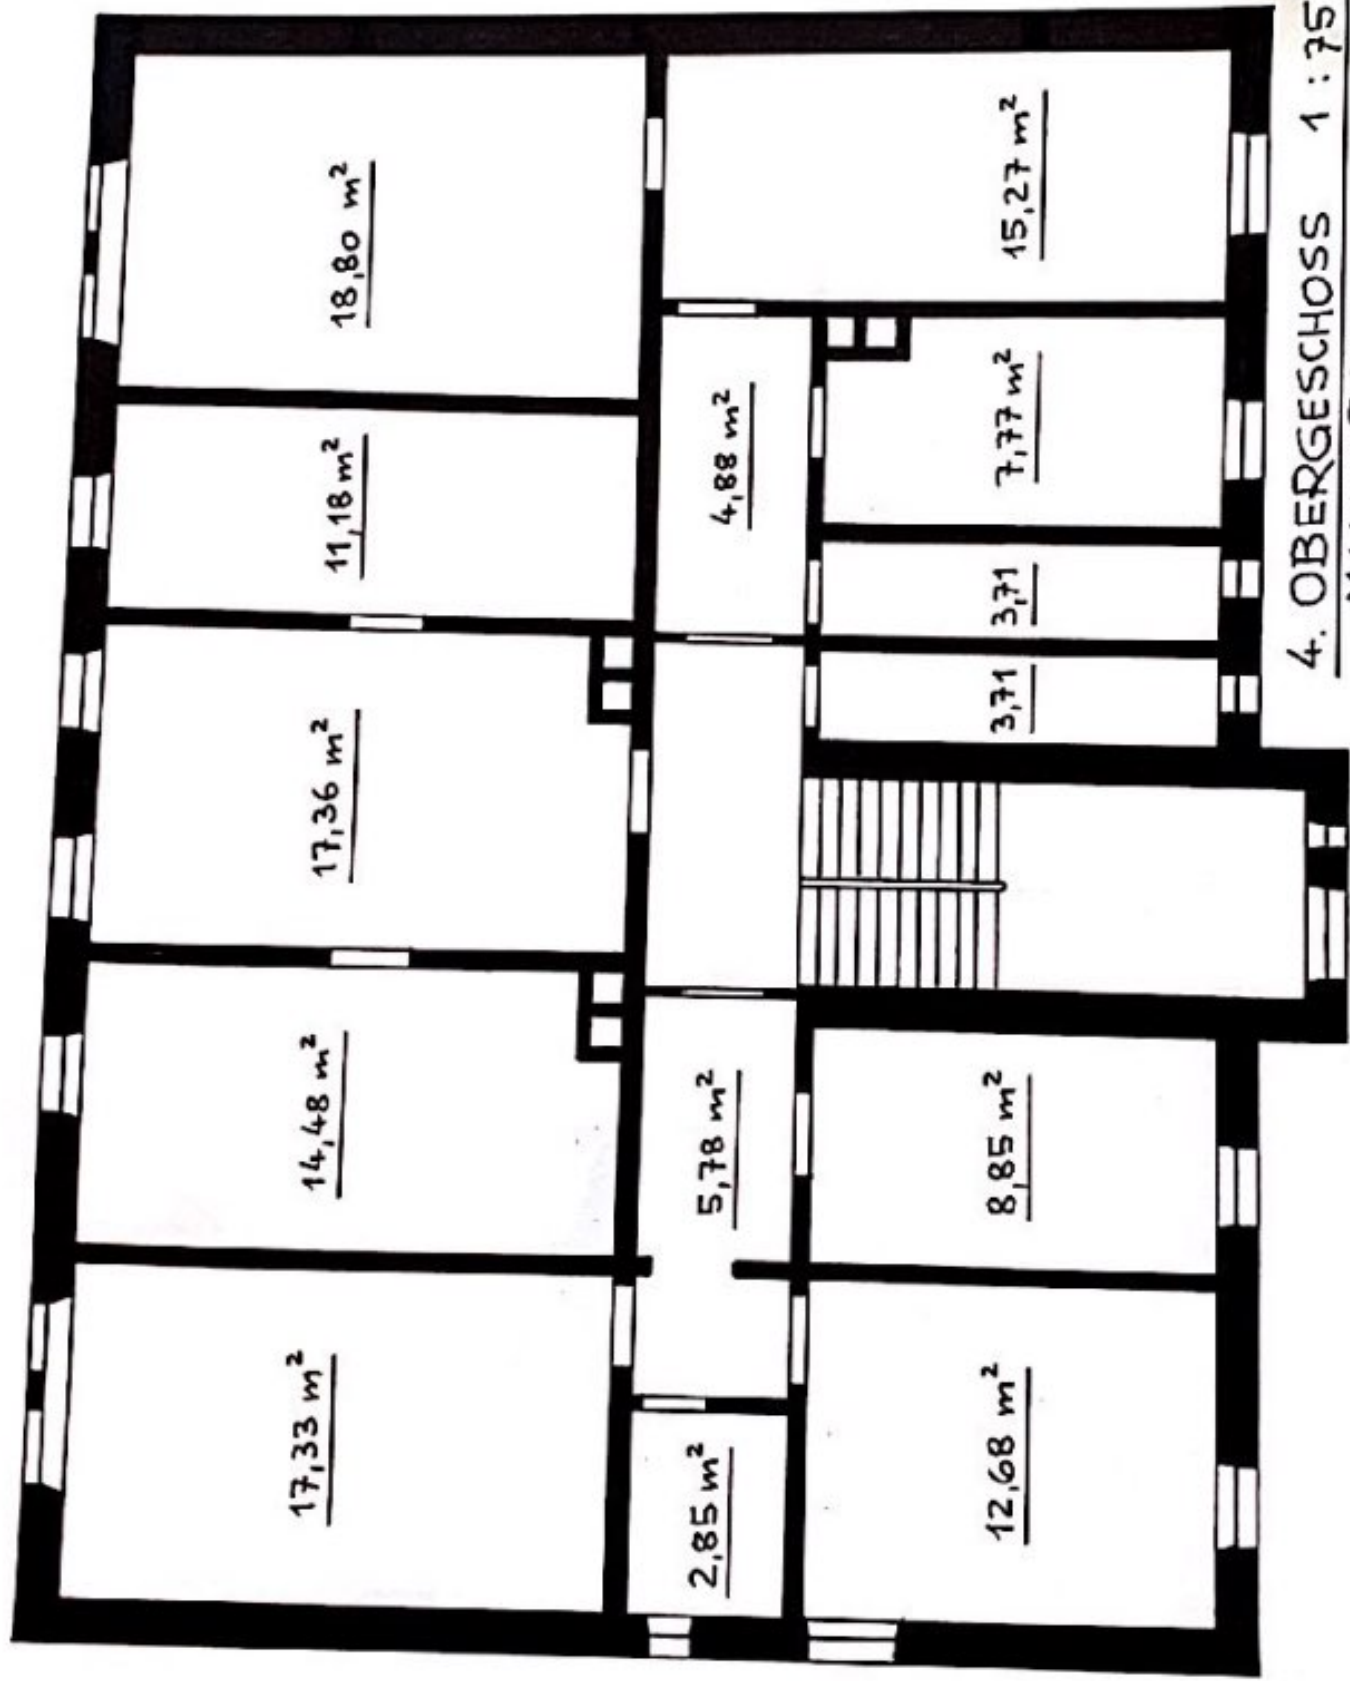 17,33 m²
14,48 m²
17,36 m²
11,18 m²
18,80 m²
2,85 m²
5,78 m²
4,88 m²
12,68 m²
8,85 m²
3,71
3,71
7,77 m²
15,27 m²
4. OBERGESCHOSS 1 : 75